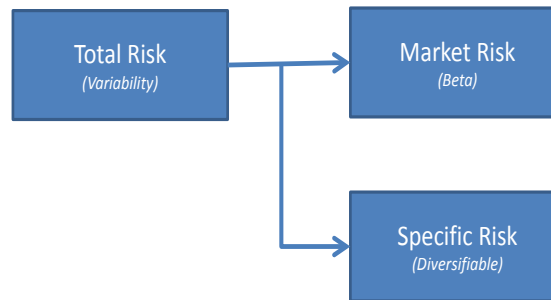 Total Risk
(Variability)
Market Risk
(Beta)
Specific Risk
(Diversifiable)